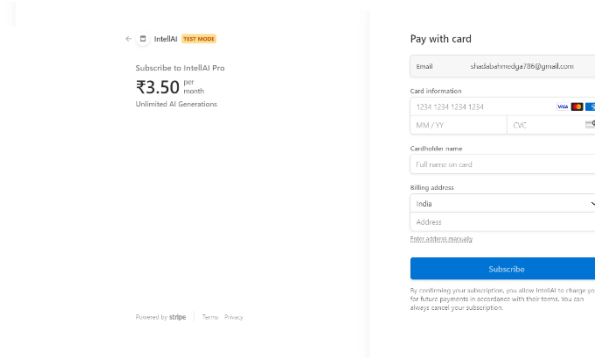 IntellAI TEST MODE
Subscribe to IntellAI Pro
₹3.50 per month
Unlimited AI Generations
Powered by stripe Terms Privacy
Pay with card
Email shadabahmedga786@gmail.com
Card information
1234 1234 1234 1234 VISA
MM / YY CVC
Cardholder name
Full name on card
Billing address
India
Address
Enter address manually
Subscribe
By confirming your subscription, you allow IntellAI to charge
for future payments in accordance with their terms. You can
always cancel your subscription.